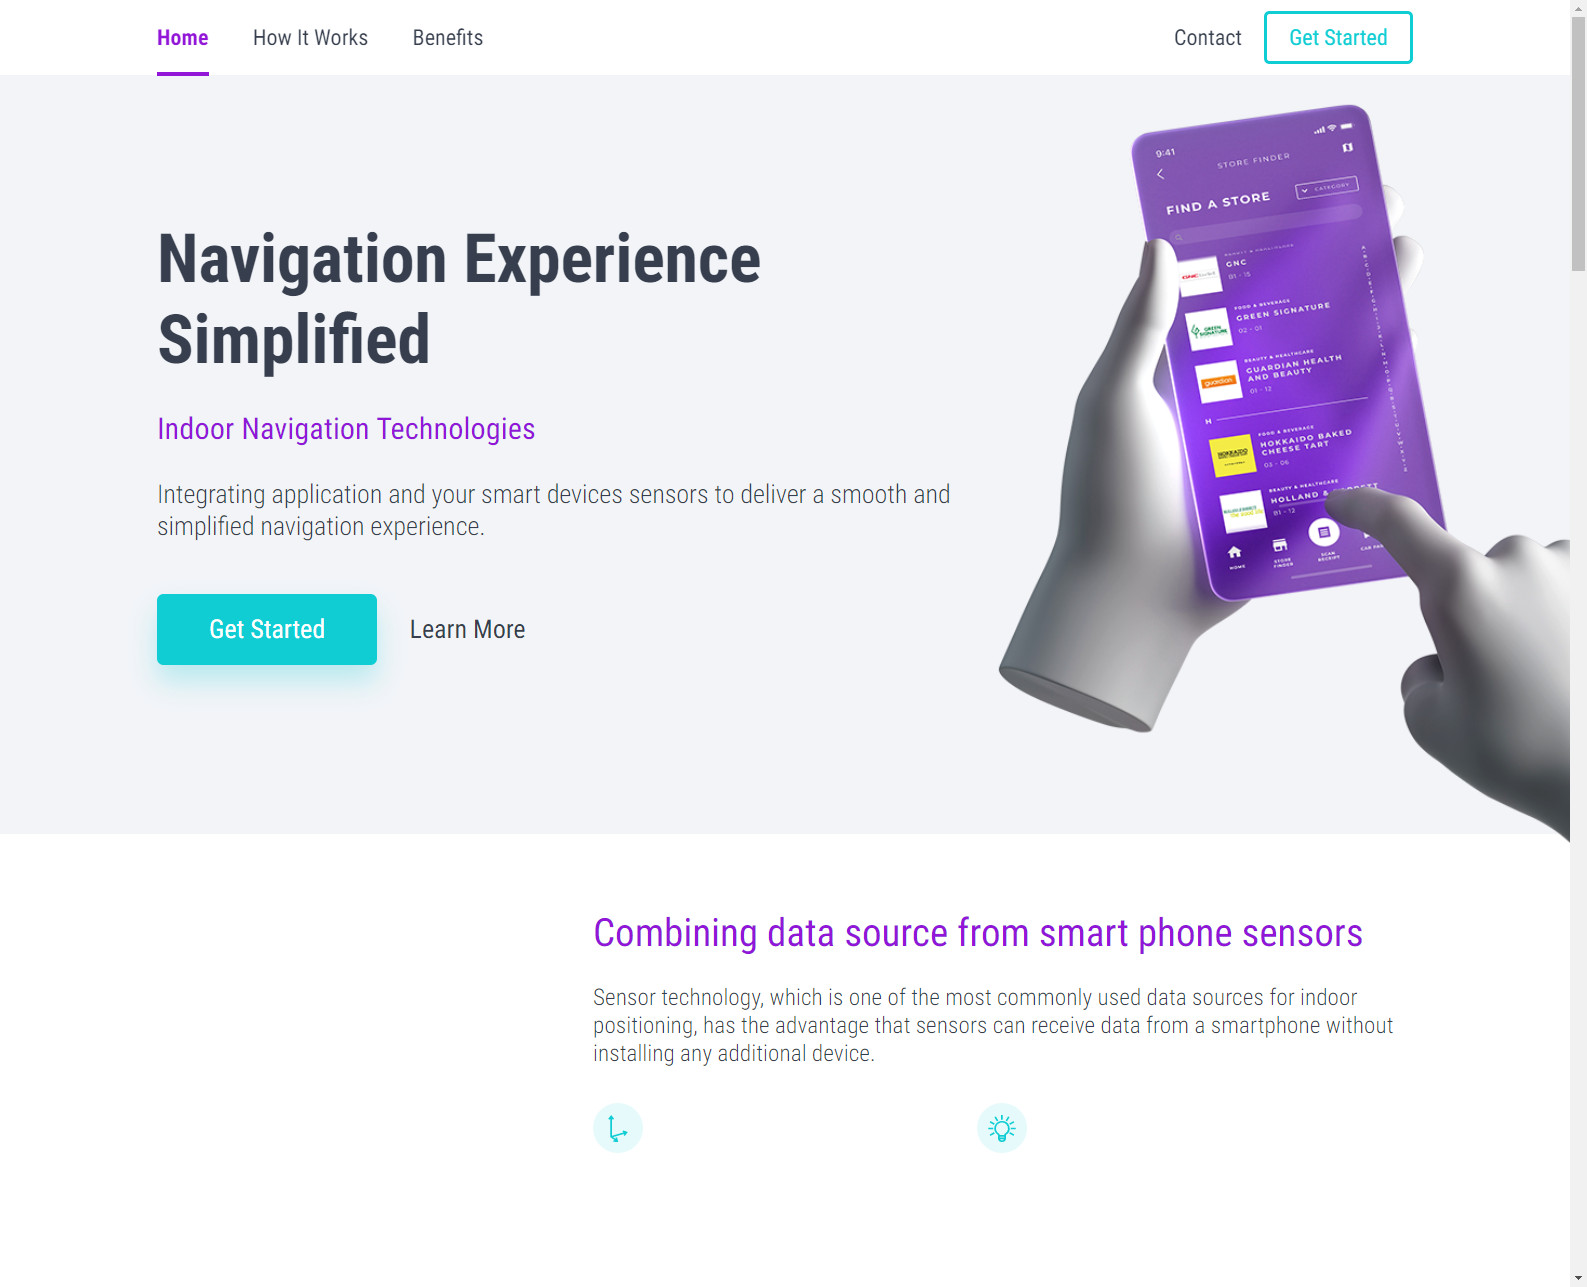 Home How It Works Benefits Contact Get Started
9:41
STORE FINDER
FIND A STORE
CATEGORY
GNC
01 - 15
FOOD & BEVERAGE
GREEN SIGNATURE
02 - 01
GREEN
SIGNATURE
BEAUTY & HEALTHCARE
GUARDIAN HEALTH
AND BEAUTY
01 - 12
guardian
H
FOOD & BEVERAGE
HOKKAIDO BAKED
CHEESE TART
03 - 06
HOKKAIDO
BEAUTY & HEALTHCARE
HOLLAND &
01 - 12
HOME
STORE
FINDER
SCAN
RECEIPT
CAR
Navigation Experience
Simplified
Indoor Navigation Technologies
Integrating application and your smart devices sensors to deliver a smooth and
simplified navigation experience.
Get Started Learn More
Combining data source from smart phone sensors
Sensor technology, which is one of the most commonly used data sources for indoor
positioning, has the advantage that sensors can receive data from a smartphone without
installing any additional device.